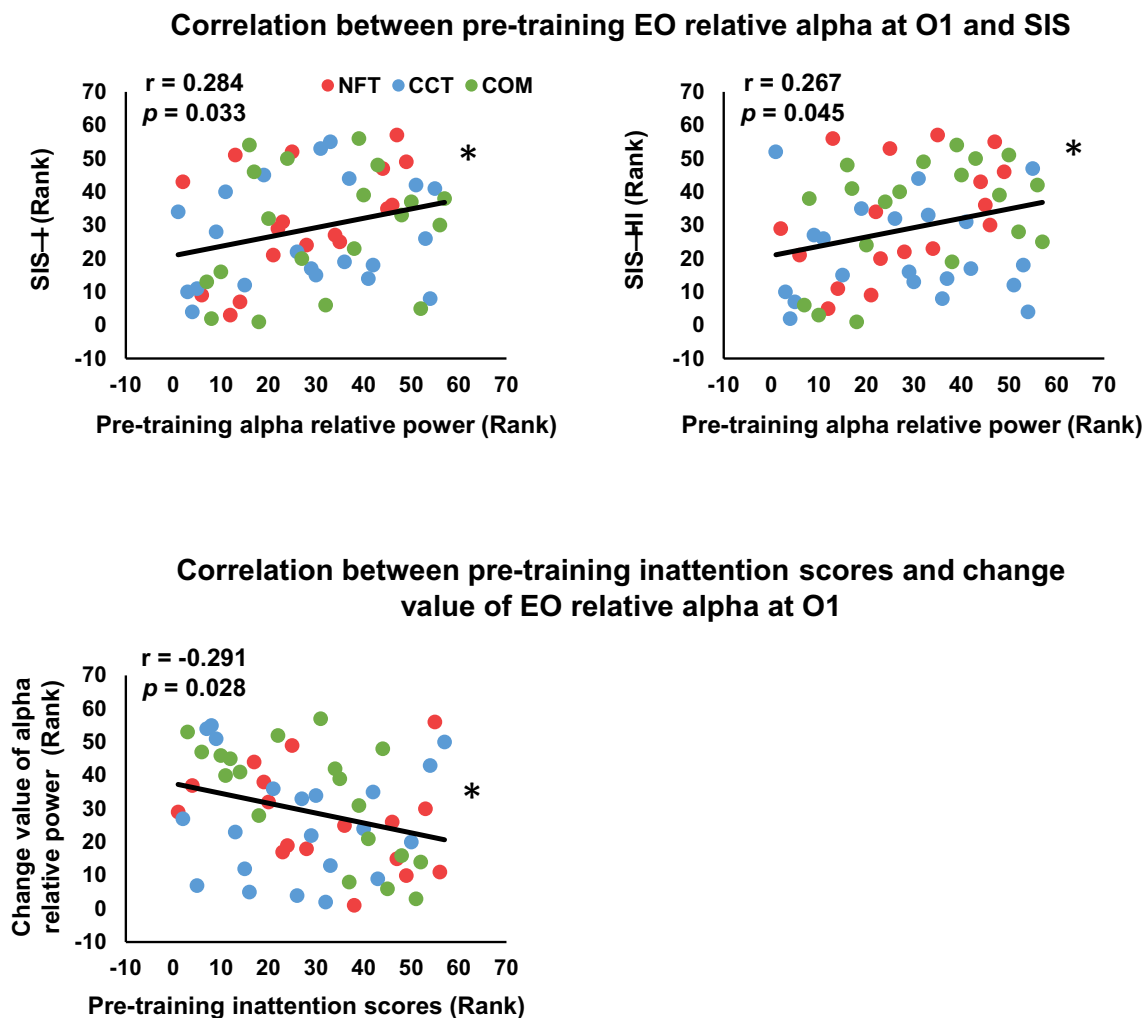 Correlation between pre-training EO relative alpha at O1 and SIS
r = 0.284
p = 0.033
NFT CCT COM
*
SIS-I (Rank)
70
60
50
40
30
20
10
0
-10
-10 0 10 20 30 40 50 60 70
Pre-training alpha relative power (Rank)
r = 0.267
p = 0.045
*
SIS-HI (Rank)
70
60
50
40
30
20
10
0
-10
-10 0 10 20 30 40 50 60 70
Pre-training alpha relative power (Rank)
Correlation between pre-training inattention scores and change
value of EO relative alpha at O1
r = -0.291
p = 0.028
*
Change value of alpha
relative power (Rank)
70
60
50
40
30
20
10
0
-10
-10 0 10 20 30 40 50 60 70
Pre-training inattention scores (Rank)